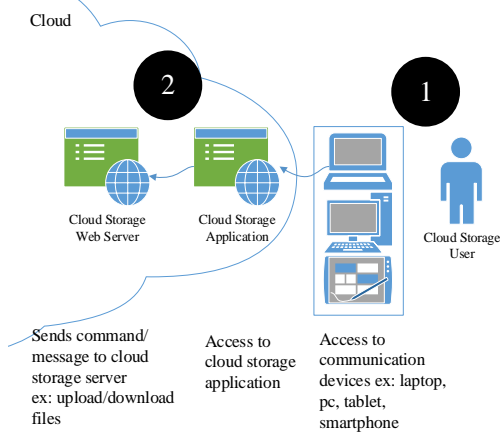 Cloud
2
1
Cloud Storage
Web Server
Cloud Storage
Application
Cloud Storage
User
Sends command/
message to cloud
storage server
ex: upload/download
files
Access to
cloud storage
application
Access to
communication
devices ex: laptop,
pc, tablet,
smartphone